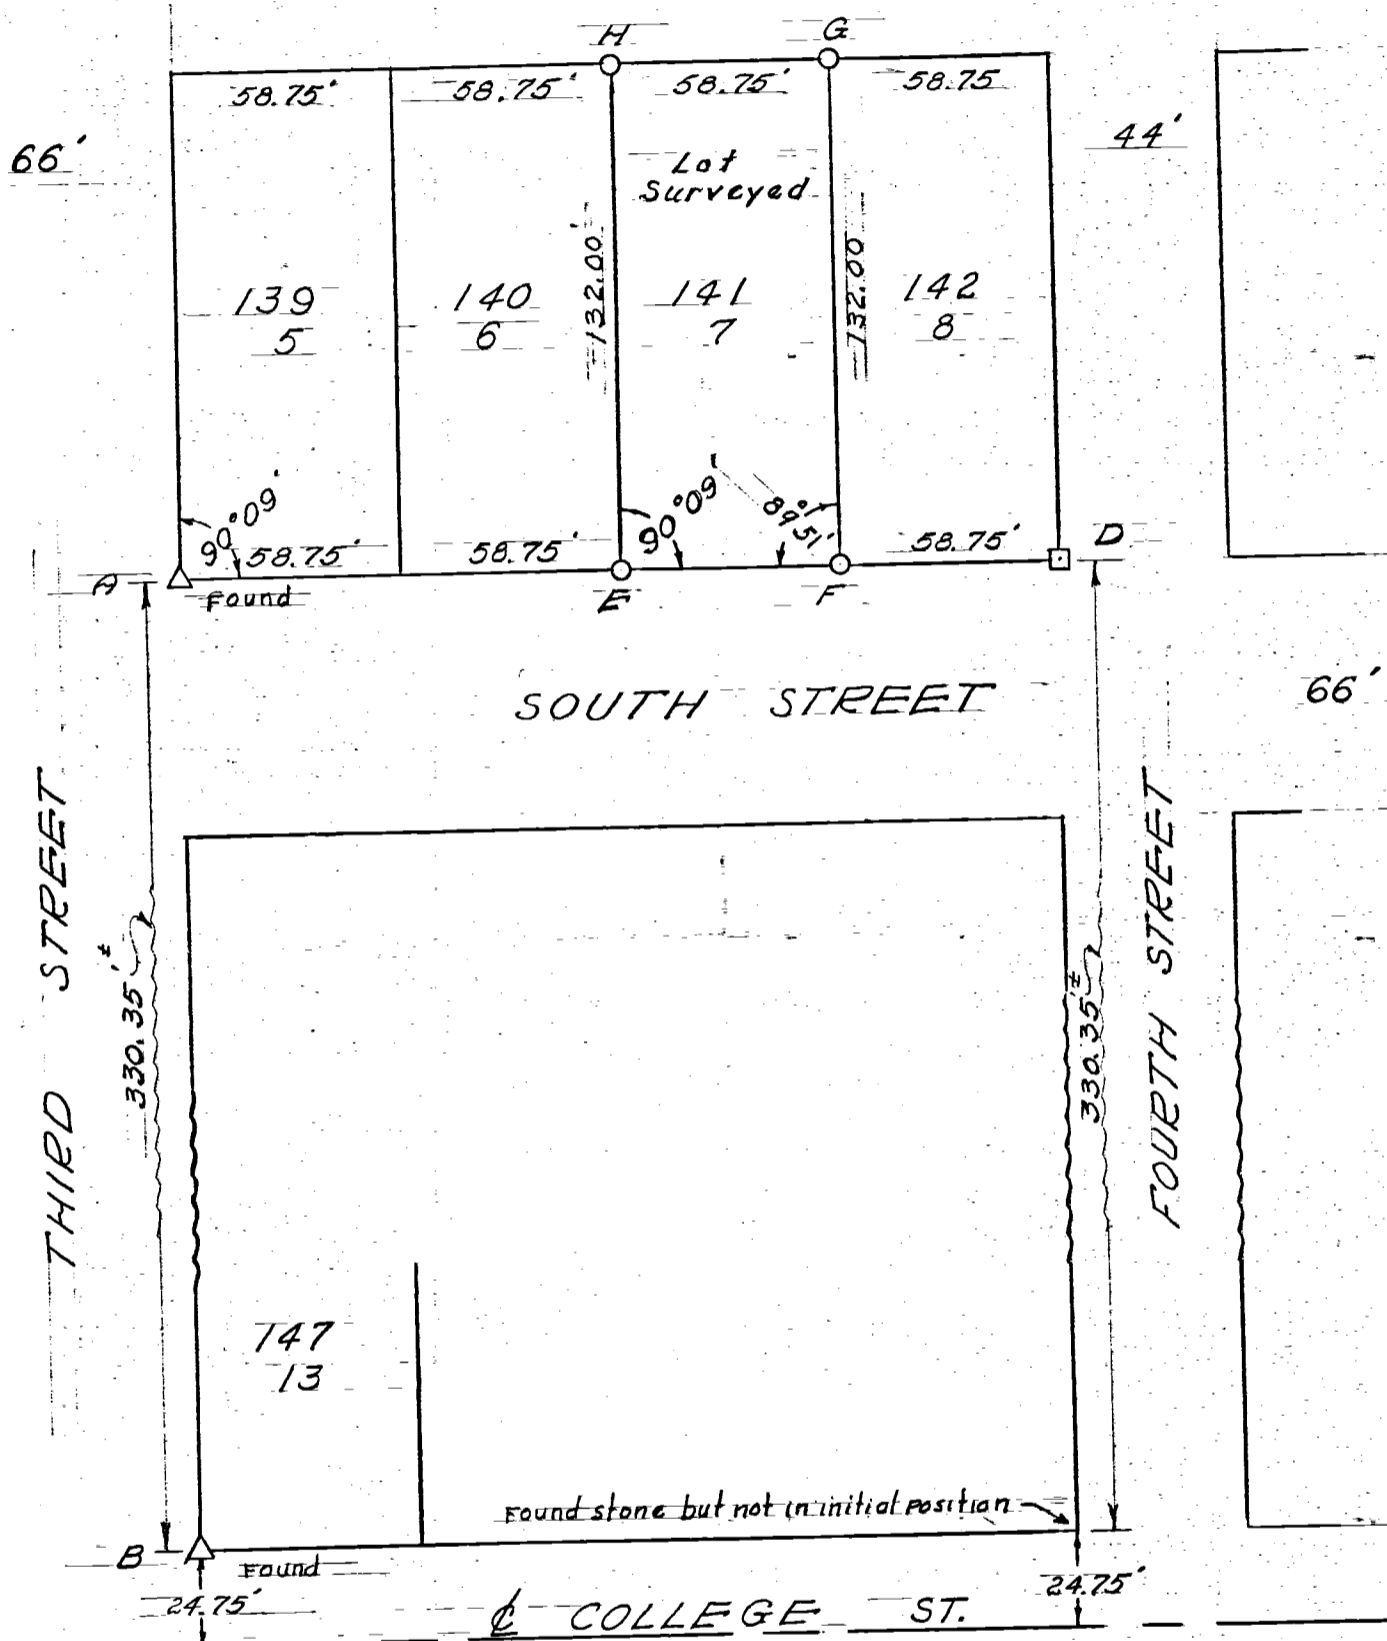 H
G
58.75'
58.75'
58.75'
58.75
66'
44'
Lot
Surveyed
132.00'
132.00
139
5
140
6
141
7
142
8
90°09'
90°09'
89°51'
58.75'
58.75'
58.75'
D
A
Found
E
F
SOUTH STREET
66'
THIRD STREET
330.35'±
330.35'±
FOURTH STREET
147
13
Found stone but not in initial position
B
Found
24.75'
24.75'
℄ COLLEGE ST.